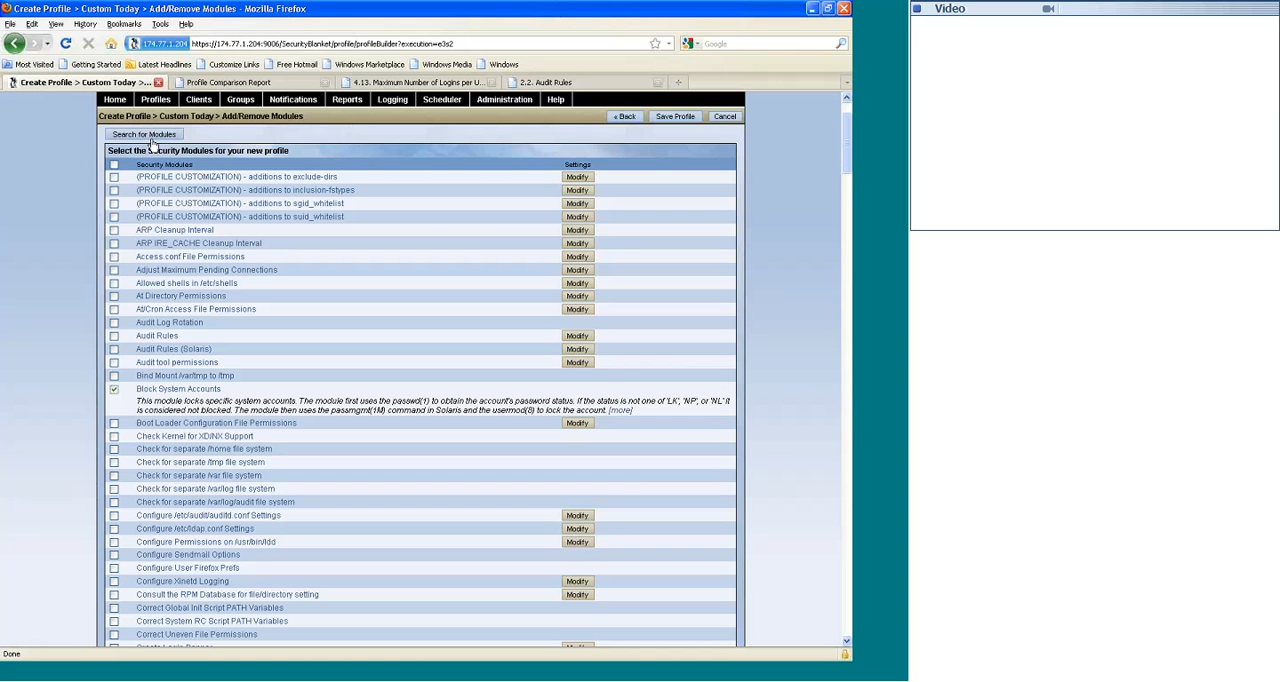 Create Profile > Custom Today > Add/Remove Modules - Mozilla Firefox
Video
File Edit View History Bookmarks Tools Help
174.77.1.204 https://174.77.1.204:9006/SecurityBlanket/profile/profileBuilder?execution=e3s2 Google
Most Visited Getting Started Latest Headlines Customize Links Free Hotmail Windows Marketplace Windows Media Windows
Create Profile > Custom Today >... Profile Comparison Report 4.13. Maximum Number of Logins per U... 2.2. Audit Rules
Home Profiles Clients Groups Notifications Reports Logging Scheduler Administration Help
Create Profile > Custom Today > Add/Remove Modules « Back Save Profile Cancel
Search for Modules
Select the Security Modules for your new profile
Security Modules Settings
(PROFILE CUSTOMIZATION) - additions to exclude-dirs Modify
(PROFILE CUSTOMIZATION) - additions to inclusion-fstypes Modify
(PROFILE CUSTOMIZATION) - additions to sgid_whitelist Modify
(PROFILE CUSTOMIZATION) - additions to suid_whitelist Modify
ARP Cleanup Interval Modify
ARP IRE_CACHE Cleanup Interval Modify
Access.conf File Permissions Modify
Adjust Maximum Pending Connections Modify
Allowed shells in /etc/shells Modify
At Directory Permissions Modify
At/Cron Access File Permissions Modify
Audit Log Rotation
Audit Rules Modify
Audit Rules (Solaris) Modify
Audit tool permissions Modify
Bind Mount /var/tmp to /tmp
Block System Accounts
This module locks specific system accounts. The module first uses the passwd(1) to obtain the account's password status. If the status is not one of 'LK', 'NP', or 'NL' it
is considered not blocked. The module then uses the passmgmt(1M) command in Solaris and the usermod(8) to lock the account. [more]
Boot Loader Configuration File Permissions Modify
Check Kernel for XD/NX Support
Check for separate /home file system
Check for separate /tmp file system
Check for separate /var file system
Check for separate /var/log file system
Check for separate /var/log/audit file system
Configure /etc/audit/auditd.conf Settings Modify
Configure /etc/ldap.conf Settings Modify
Configure Permissions on /usr/bin/ldd Modify
Configure Sendmail Options
Configure User Firefox Prefs
Configure Xinetd Logging Modify
Consult the RPM Database for file/directory setting Modify
Correct Global Init Script PATH Variables
Correct System RC Script PATH Variables
Correct Uneven File Permissions
Done